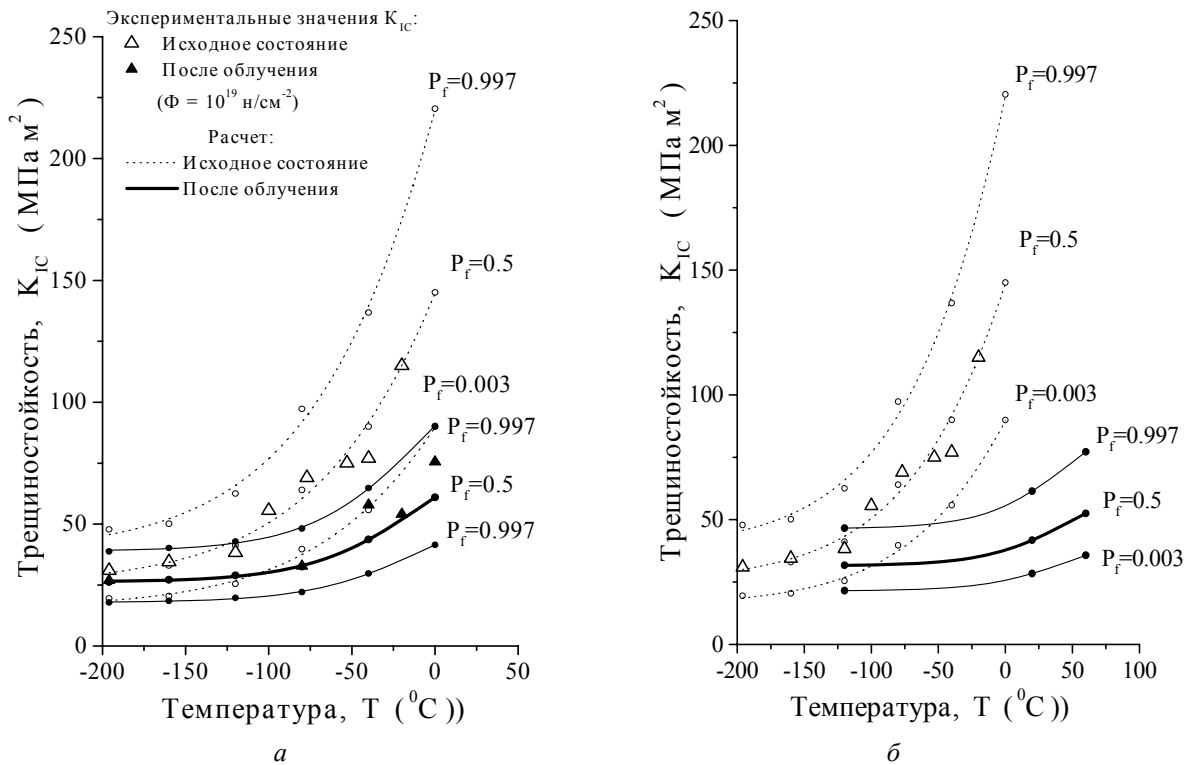 Экспериментальные значения K_IC:
Исходное состояние
После облучения
(Φ = 10^19 н/см^-2)
Расчет:
Исходное состояние
После облучения
P_f=0.997
P_f=0.5
P_f=0.003
P_f=0.997
P_f=0.5
P_f=0.997
Трещиностойкость, K_IC (МПа м^2)
250
200
150
100
50
0
-200 -150 -100 -50 0 50
Температура, T (^0C))
а
P_f=0.997
P_f=0.5
P_f=0.003
P_f=0.997
P_f=0.5
P_f=0.003
Трещиностойкость, K_IC (МПа м^2)
250
200
150
100
50
0
-200 -150 -100 -50 0 50 100
Температура, T (^0C))
б